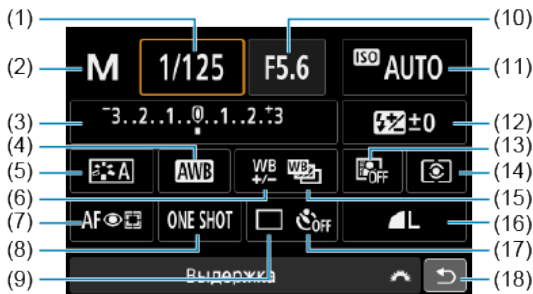 (1) (10)
(2) M 1/125 F5.6 ISO AUTO (11)
(3) -3..2..1..0..1..2..+3 ±0 (12)
(4) (13)
(5) A AWB WB +/- WB OFF (14)
(6) (15)
(7) AF ONE SHOT OFF L (16)
(8) (17)
(9) Выдержка (18)